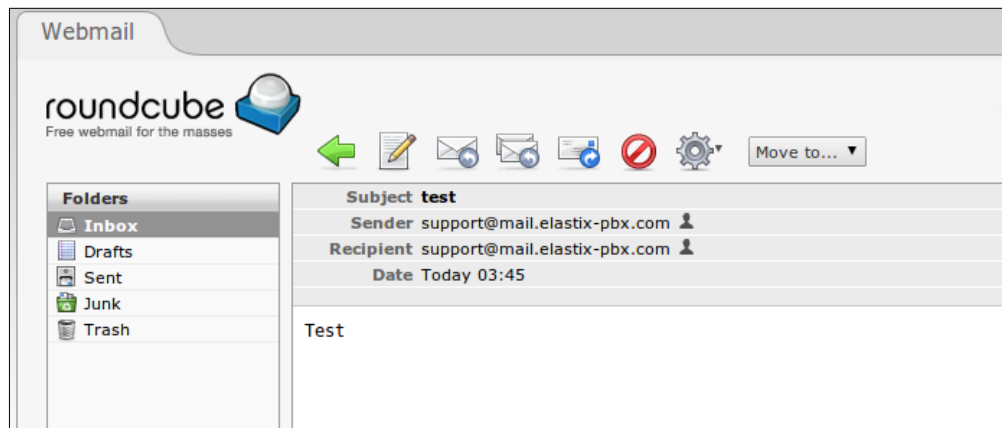 Webmail
roundcube
Free webmail for the masses
Move to...
Folders
Inbox
Drafts
Sent
Junk
Trash
Subject test
Sender support@mail.elastix-pbx.com
Recipient support@mail.elastix-pbx.com
Date Today 03:45
Test